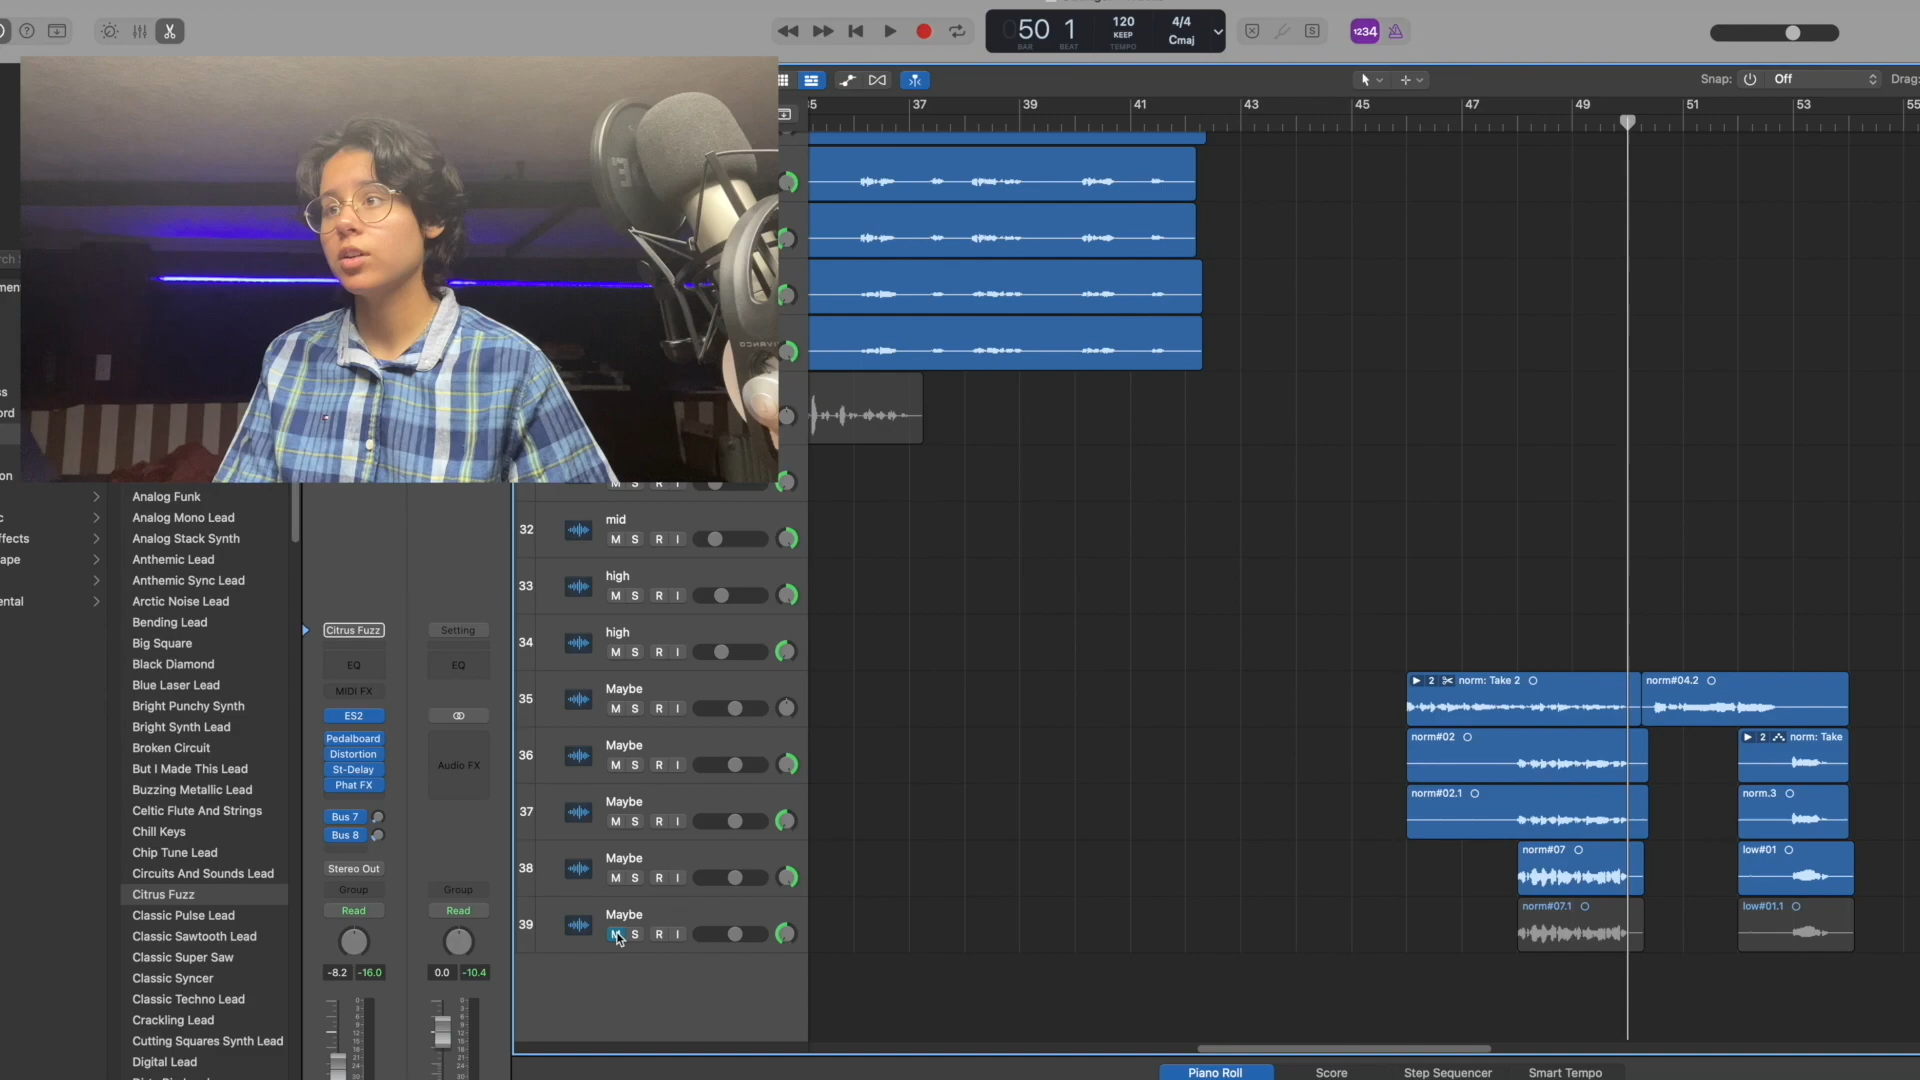 50 1
BAR BEAT
120
KEEP
TEMPO
4/4
Cmaj
1234
Snap: Off
Drag:
35 37 39 41 43 45 47 49 51 53 55
M S R I
32 mid
M S R I
33 high
M S R I
34 high
M S R I
35 Maybe
M S R I
36 Maybe
M S R I
37 Maybe
M S R I
38 Maybe
M S R I
39 Maybe
M S R I
2 norm: Take 2
norm#04.2
norm#02
2 norm: Take
norm#02.1
norm.3
norm#07
low#01
norm#07.1
low#01.1
Analog Funk
Analog Mono Lead
Analog Stack Synth
Anthemic Lead
Anthemic Sync Lead
Arctic Noise Lead
Bending Lead
Big Square
Black Diamond
Blue Laser Lead
Bright Punchy Synth
Bright Synth Lead
Broken Circuit
But I Made This Lead
Buzzing Metallic Lead
Celtic Flute And Strings
Chill Keys
Chip Tune Lead
Circuits And Sounds Lead
Citrus Fuzz
Classic Pulse Lead
Classic Sawtooth Lead
Classic Super Saw
Classic Syncer
Classic Techno Lead
Crackling Lead
Cutting Squares Synth Lead
Digital Lead
Citrus Fuzz
EQ
MIDI FX
ES2
Pedalboard
Distortion
St-Delay
Phat FX
Bus 7
Bus 8
Stereo Out
Group
Read
-8.2 -16.0
Setting
EQ
Audio FX
Group
Read
0.0 -10.4
Piano Roll
Score
Step Sequencer
Smart Tempo